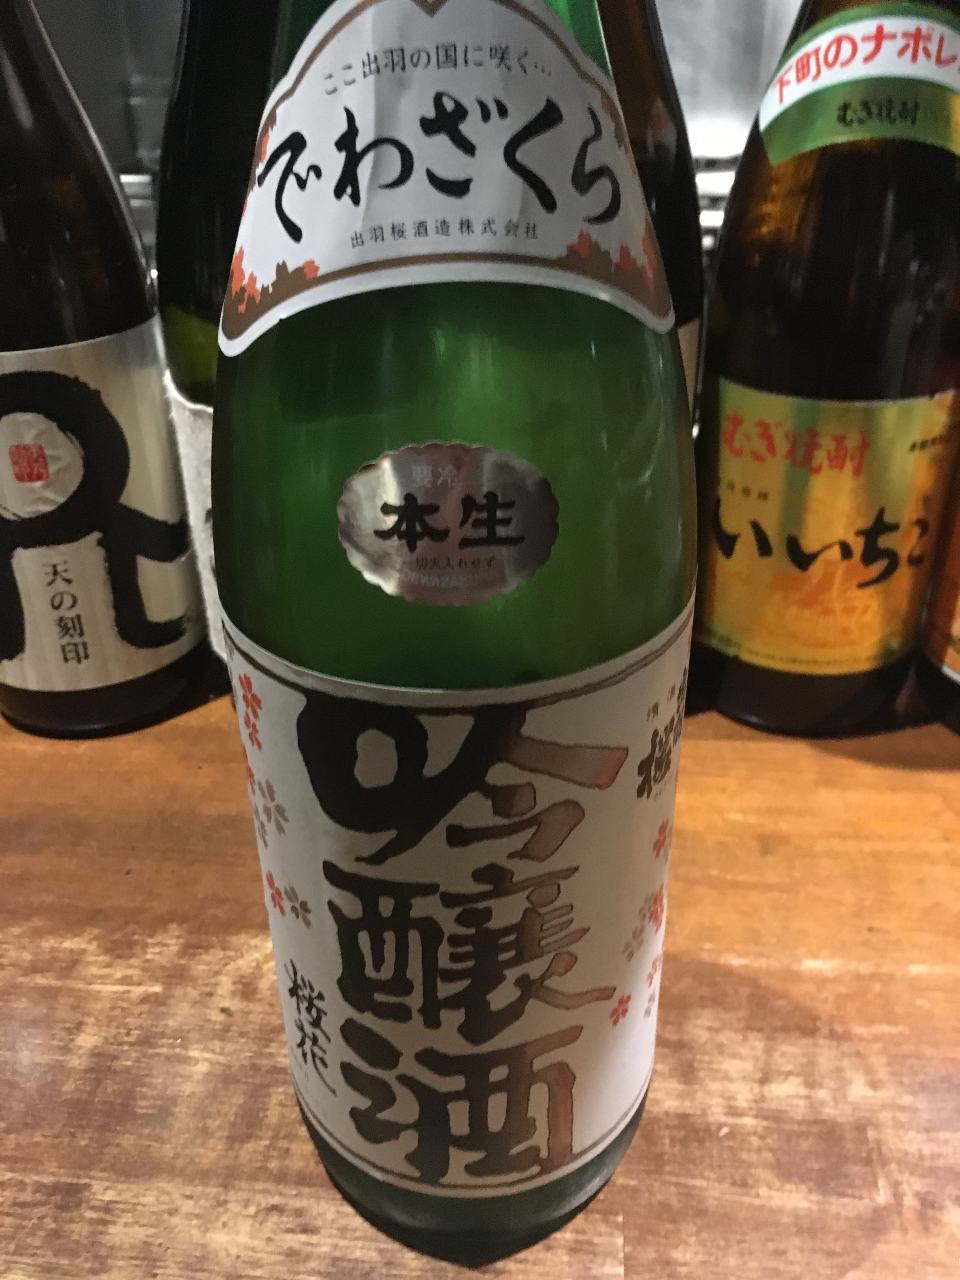 ここ出羽の国に咲く…
でわざくら
出羽桜酒造株式会社
要冷
本生
一切火入れせず
DEWAZAKURA
吟醸酒
桜花
天の刻印
下町のナポレ
むぎ焼酎
むぎ焼酎
いいちこ